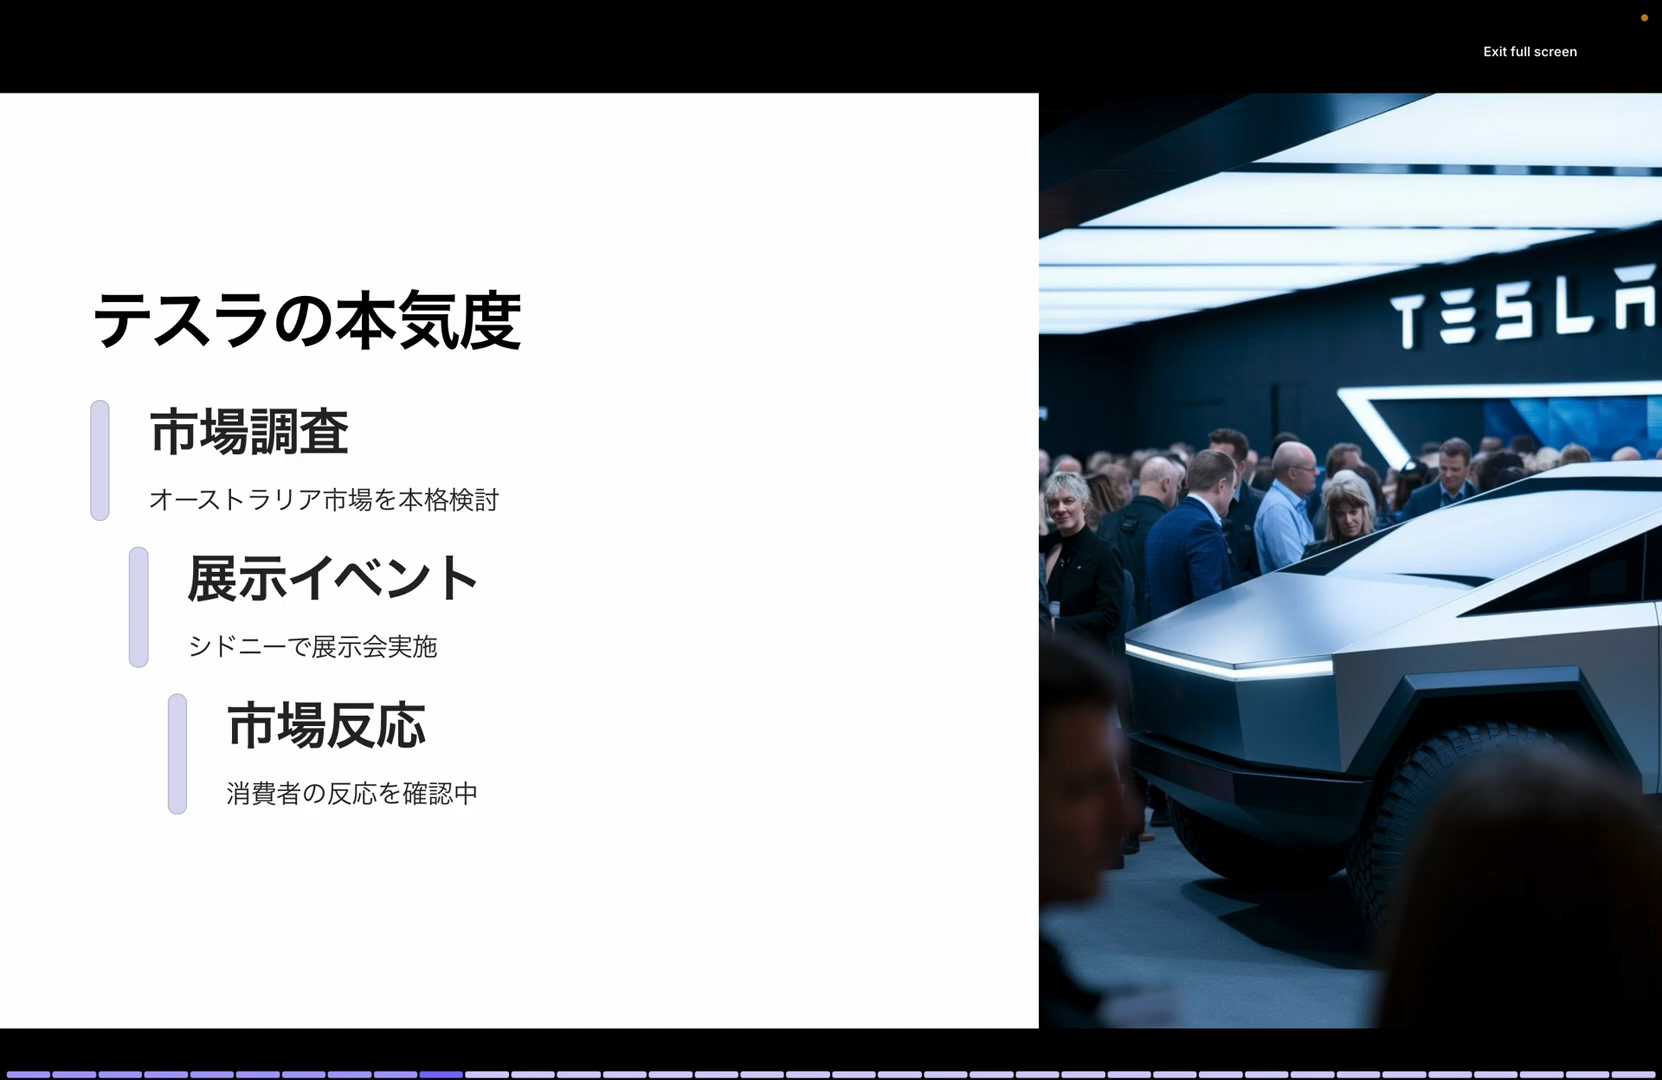 Exit full screen
テスラの本気度
市場調査
オーストラリア市場を本格検討
展示イベント
シドニーで展示会実施
市場反応
消費者の反応を確認中
TESLA